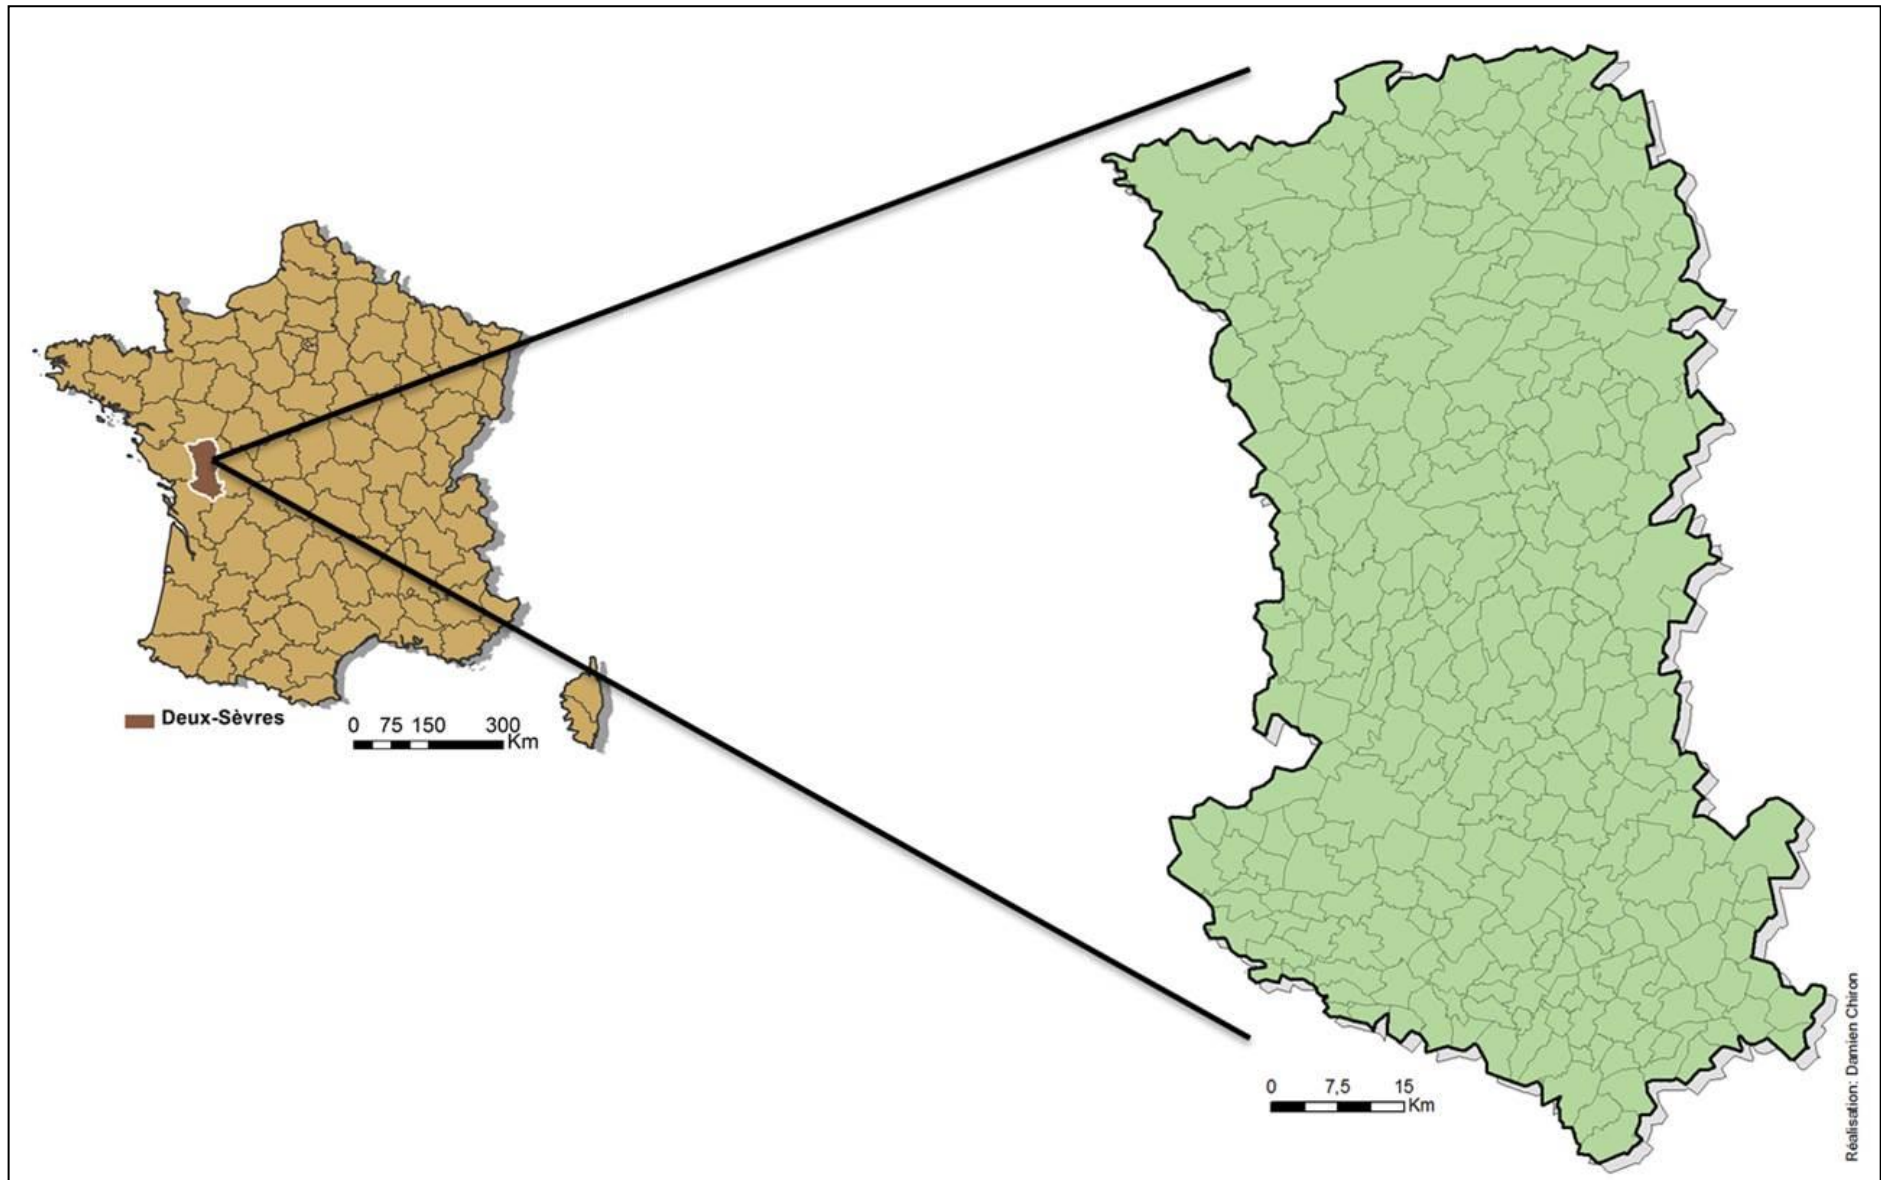 Deux-Sèvres
0 75 150 300
Km
0 7,5 15
Km
Réalisation: Damien Chiron